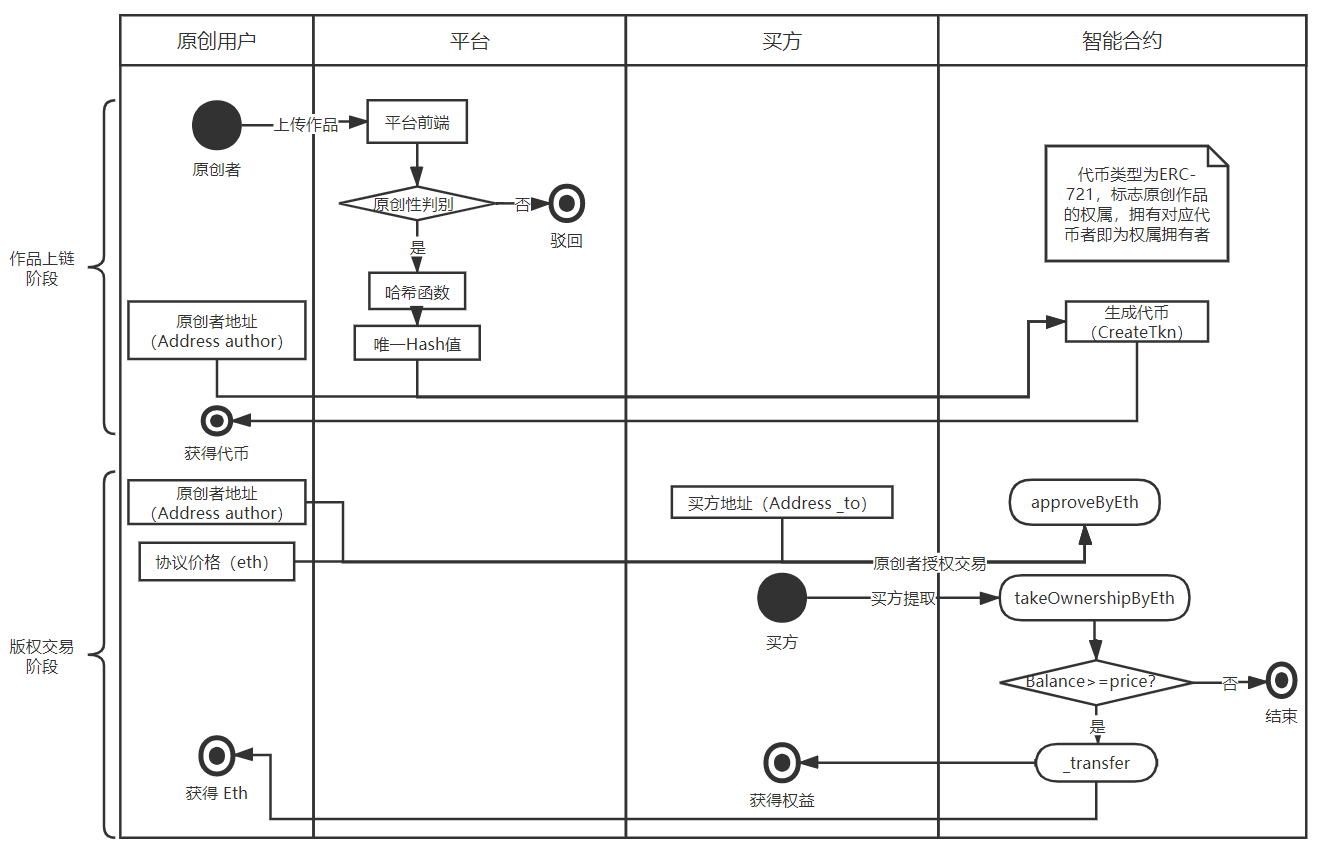 原创用户
平台
买方
智能合约
上传作品
平台前端
原创者
代币类型为ERC-
721，标志原创作品
的权属，拥有对应代
币者即为权属拥有者
原创性判别
否
驳回
是
作品上链
阶段
哈希函数
原创者地址
（Address author）
生成代币
（CreateTkn）
唯一Hash值
获得代币
原创者地址
（Address author）
买方地址（Address _to）
approveByEth
协议价格（eth）
原创者授权交易
买方提取
takeOwnershipByEth
买方
版权交易
阶段
Balance>=price?
否
结束
是
_transfer
获得 Eth
获得权益